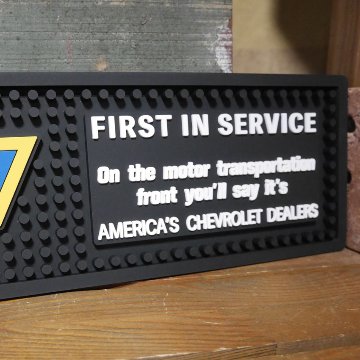 FIRST IN SERVICE
On the motor transportation
front you'll say it's
AMERICA'S CHEVROLET DEALERS